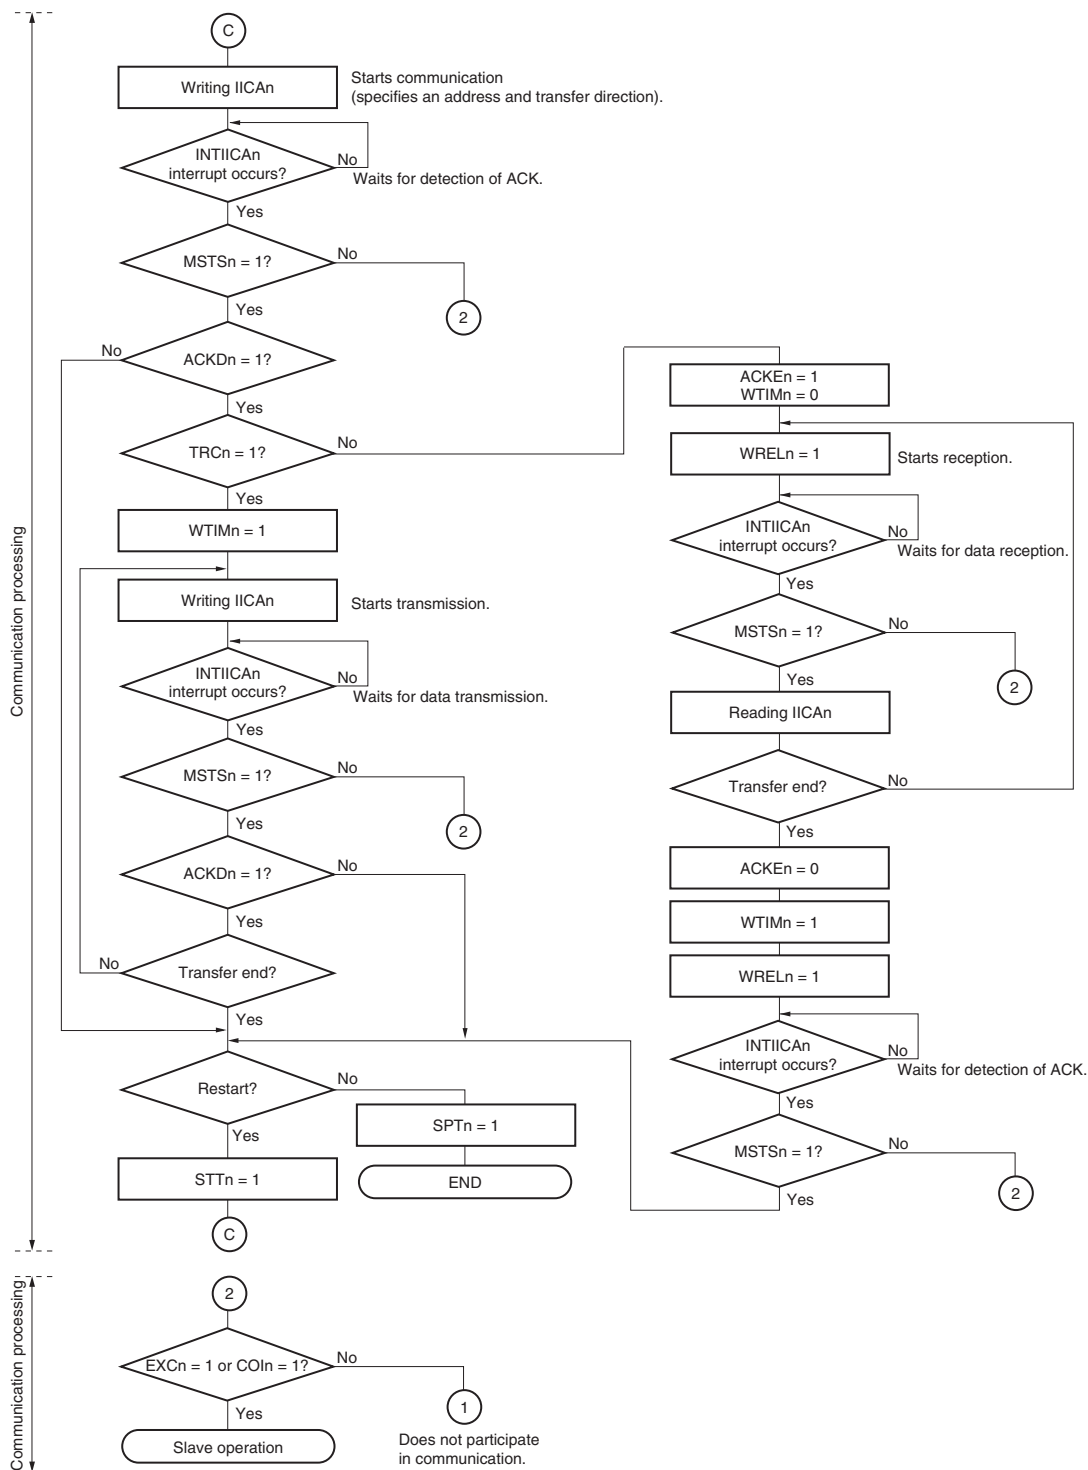 C
Writing IICAn
Starts communication
(specifies an address and transfer direction).
INTIICAn
interrupt occurs?
No
Waits for detection of ACK.
Yes
MSTSn = 1?
No
2
Yes
ACKDn = 1?
No
Yes
TRCn = 1?
No
Yes
WTIMn = 1
Writing IICAn
Starts transmission.
INTIICAn
interrupt occurs?
No
Waits for data transmission.
Yes
MSTSn = 1?
No
2
Yes
ACKDn = 1?
No
Yes
Transfer end?
No
Yes
Restart?
No
SPTn = 1
END
Yes
STTn = 1
C
ACKEn = 1
WTIMn = 0
WRELn = 1
Starts reception.
INTIICAn
interrupt occurs?
No
Waits for data reception.
Yes
MSTSn = 1?
No
2
Yes
Reading IICAn
Transfer end?
No
Yes
ACKEn = 0
WTIMn = 1
WRELn = 1
INTIICAn
interrupt occurs?
No
Waits for detection of ACK.
Yes
MSTSn = 1?
No
2
Yes
Communication processing
2
EXCn = 1 or COIn = 1?
No
1
Does not participate
in communication.
Yes
Slave operation
Communication processing